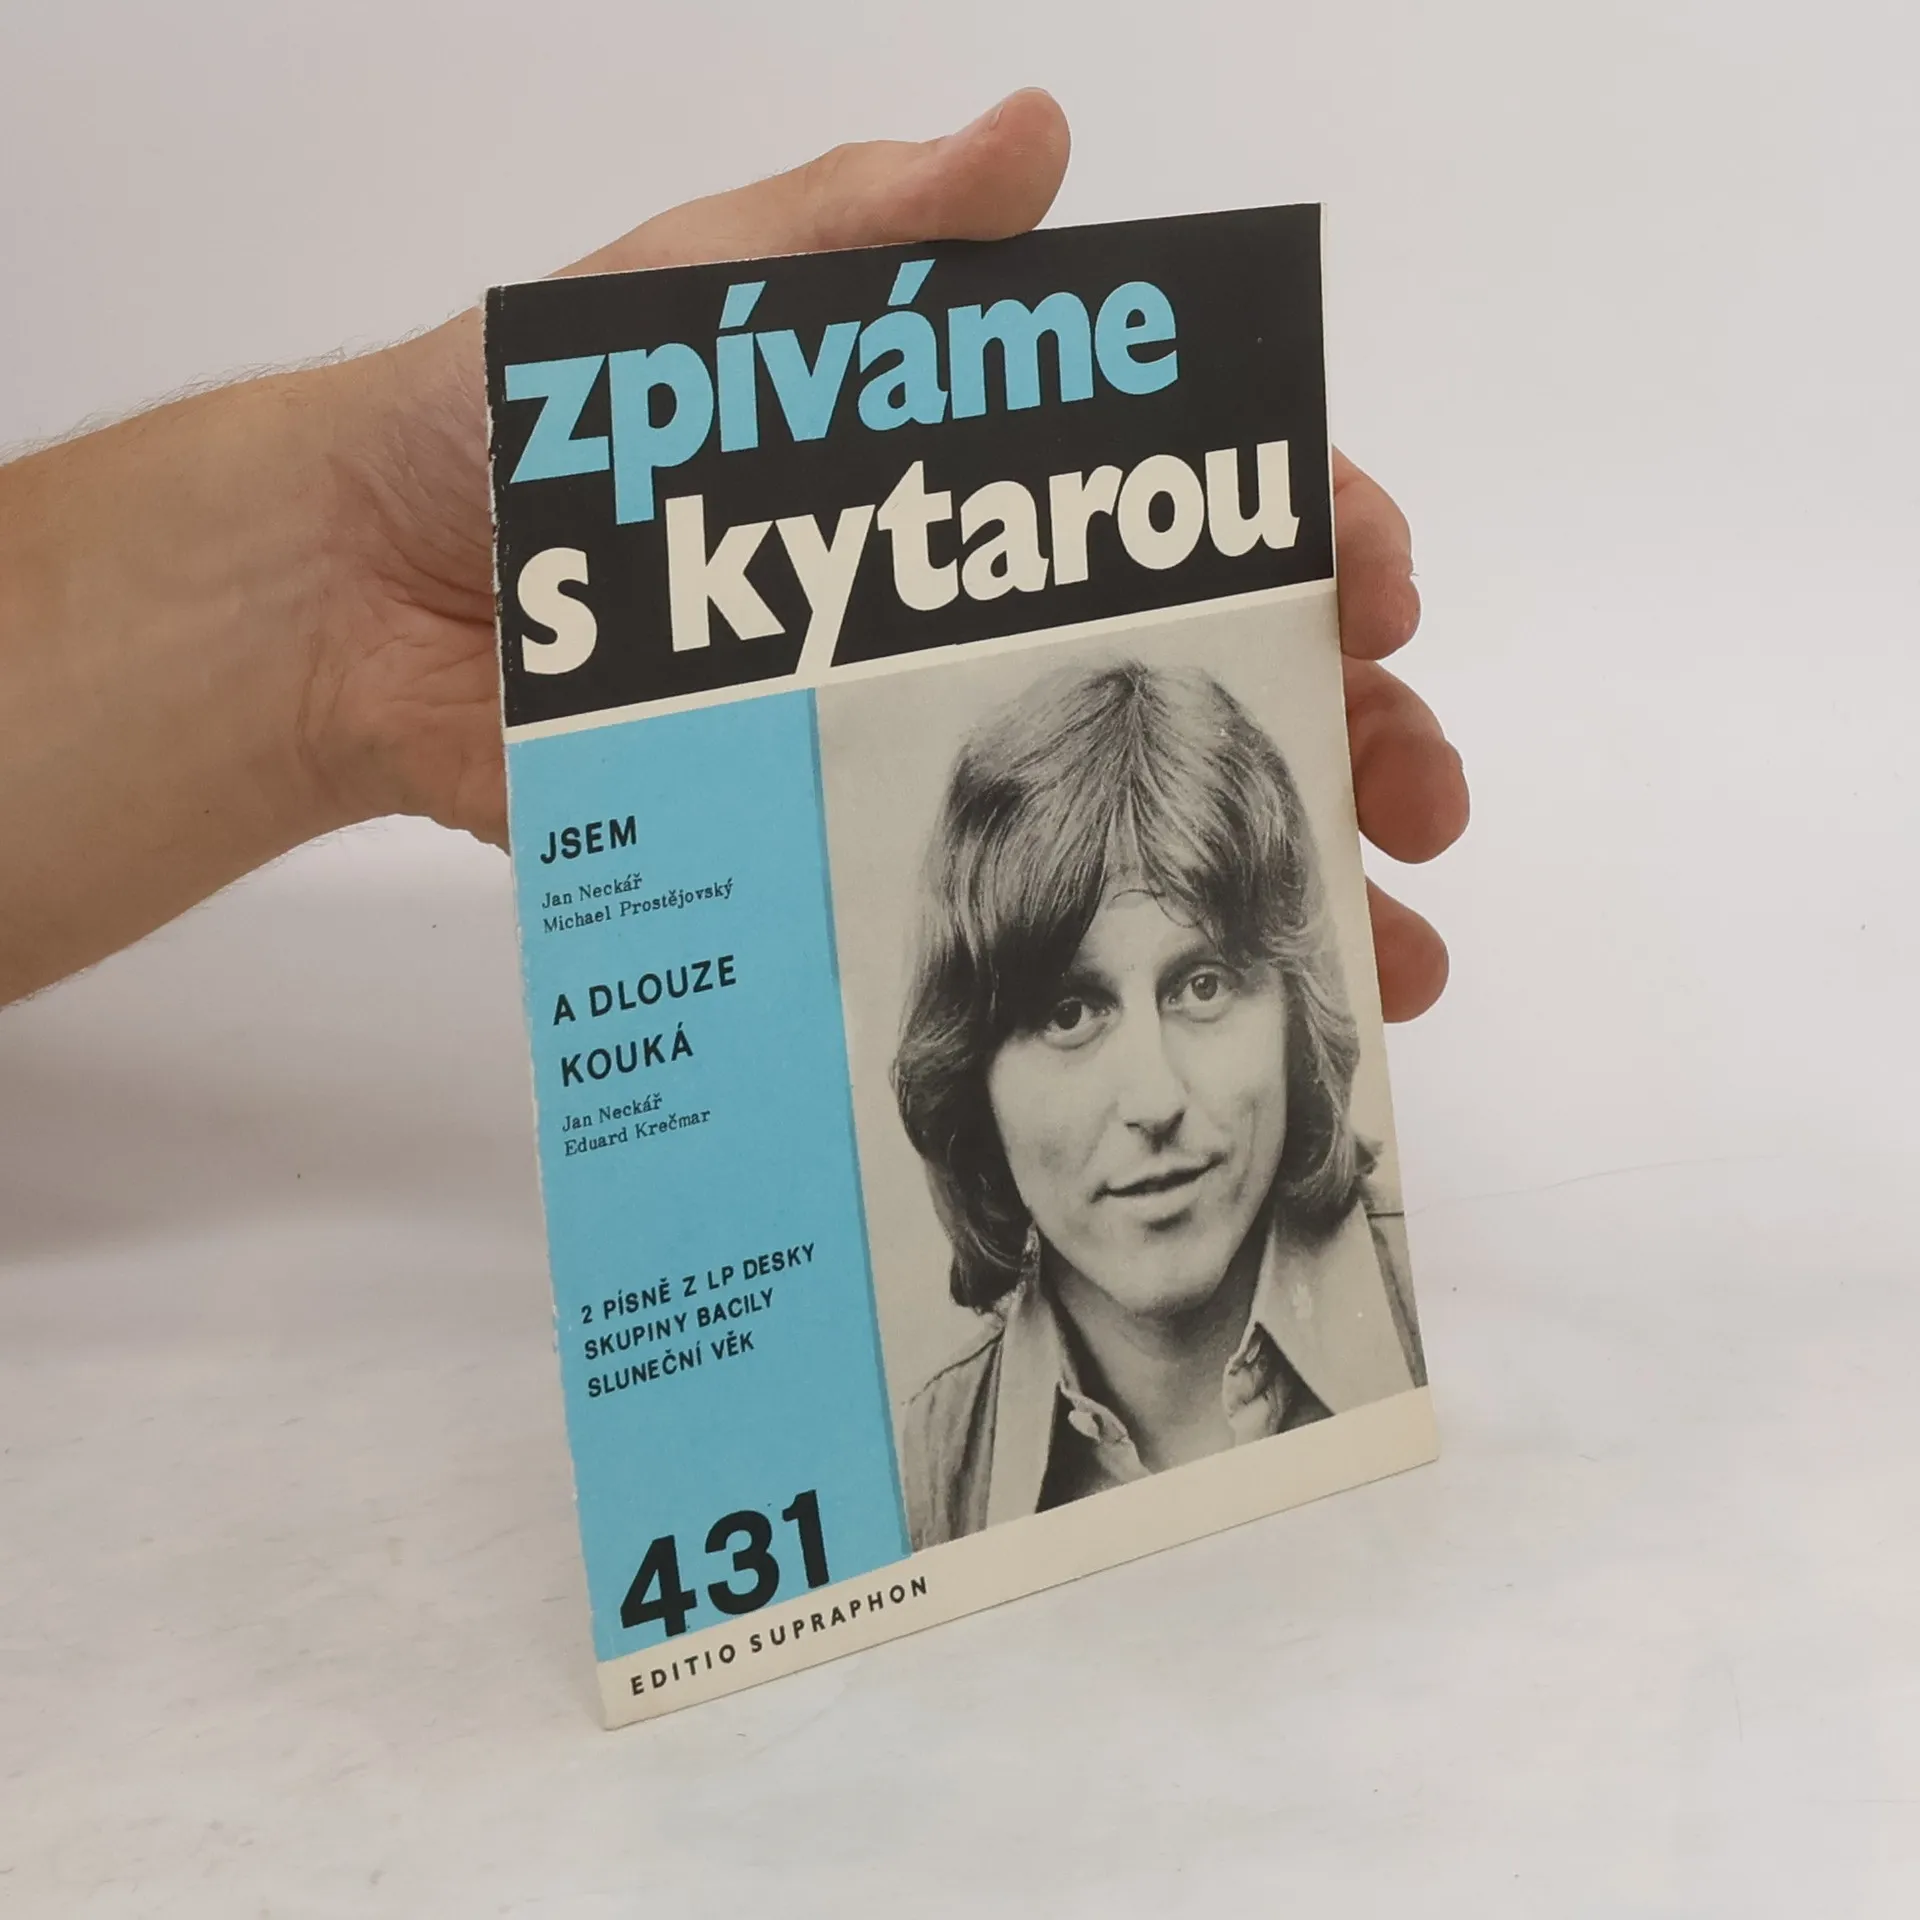 zpíváme
s kytarou
JSEM
Jan Neckář
Michael Prostějovský
A DLOUZE
KOUKÁ
Jan Neckář
Eduard Krečmar
2 PÍSNĚ Z LP DESKY
SKUPINY BACILY
SLUNEČNÍ VĚK
431
EDITIO SUPRAPHON